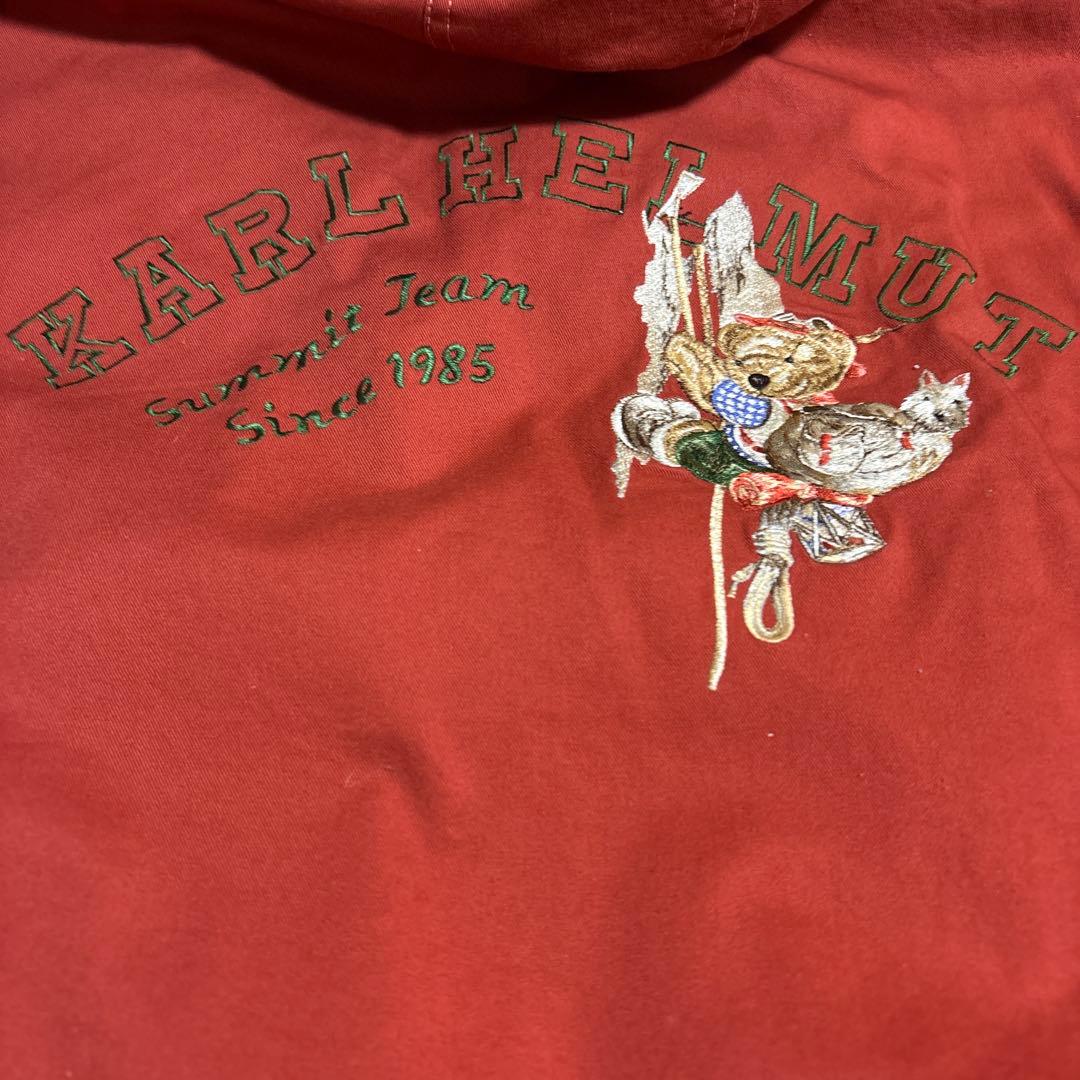 KARL HELMUT
Summit Team
Since 1985